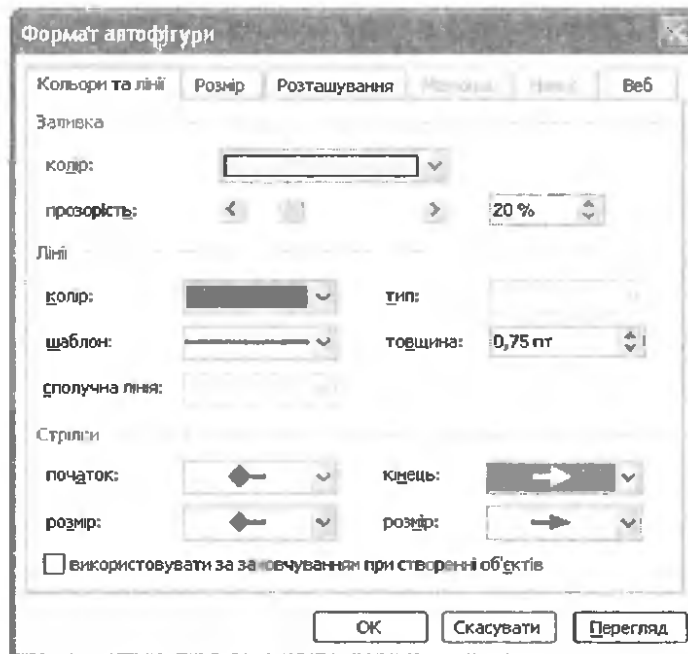 Формат автофігури
Кольори та лінії Розмір Розташування Веб
Заливка
колір:
прозорість: 20 %
Лінії
колір: тип:
шаблон: товщина: 0,75 пт
сполучна лінія:
Стрілки
початок: кінець:
розмір: розмір:
використовувати за замовчуванням при створенні об'єктів
ОК Скасувати Перегляд